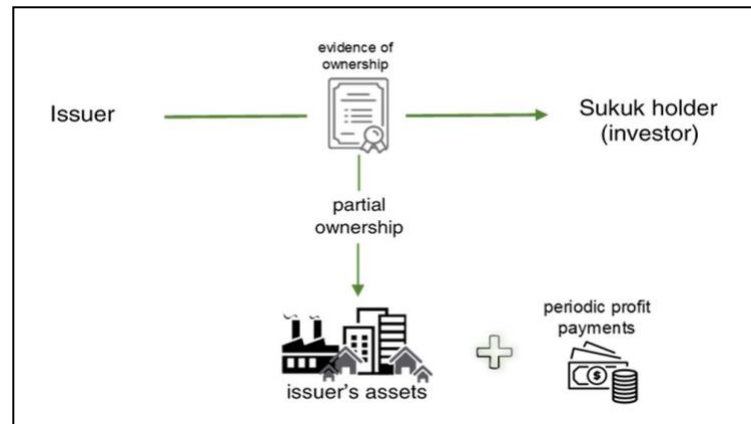 evidence of
ownership
Issuer
Sukuk holder
(investor)
partial
ownership
periodic profit
payments
issuer's assets